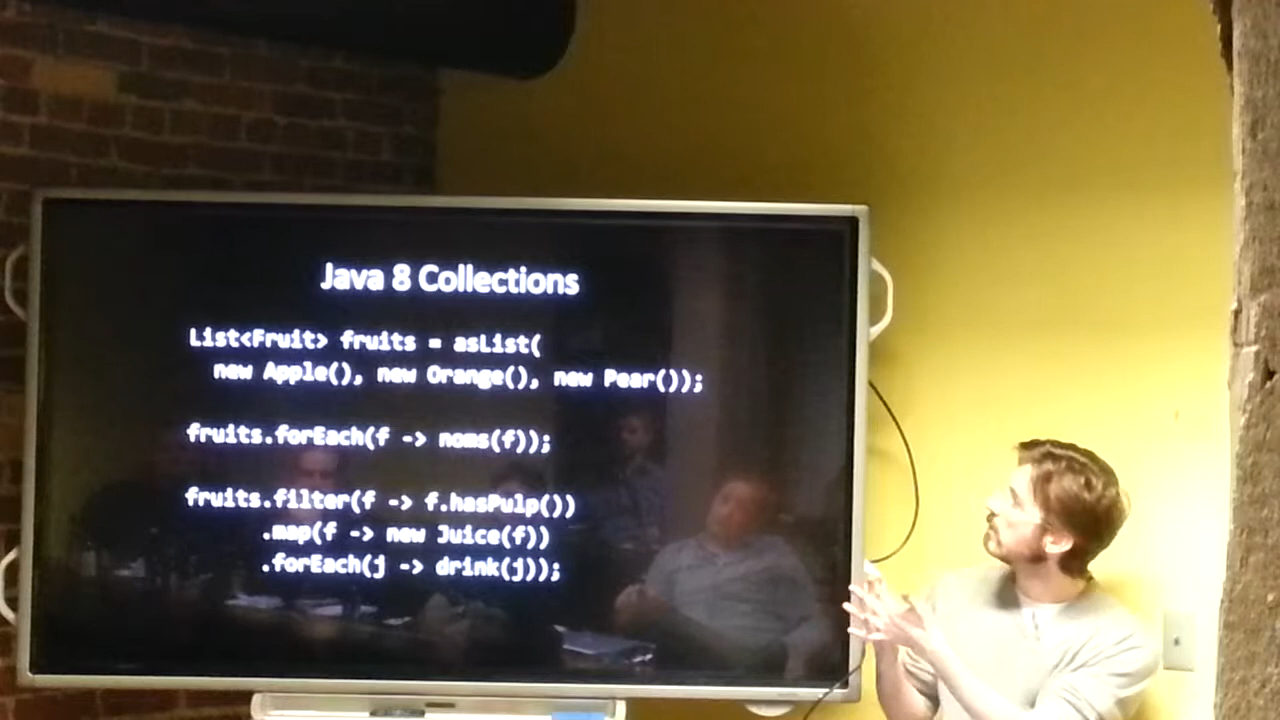 Java 8 Collections
List<Fruit> fruits = asList(
new Apple(), new Orange(), new Pear());
fruits.forEach(f -> noms(f));
fruits.filter(f -> f.hasPulp())
.map(f -> new Juice(f))
.forEach(j -> drink(j));